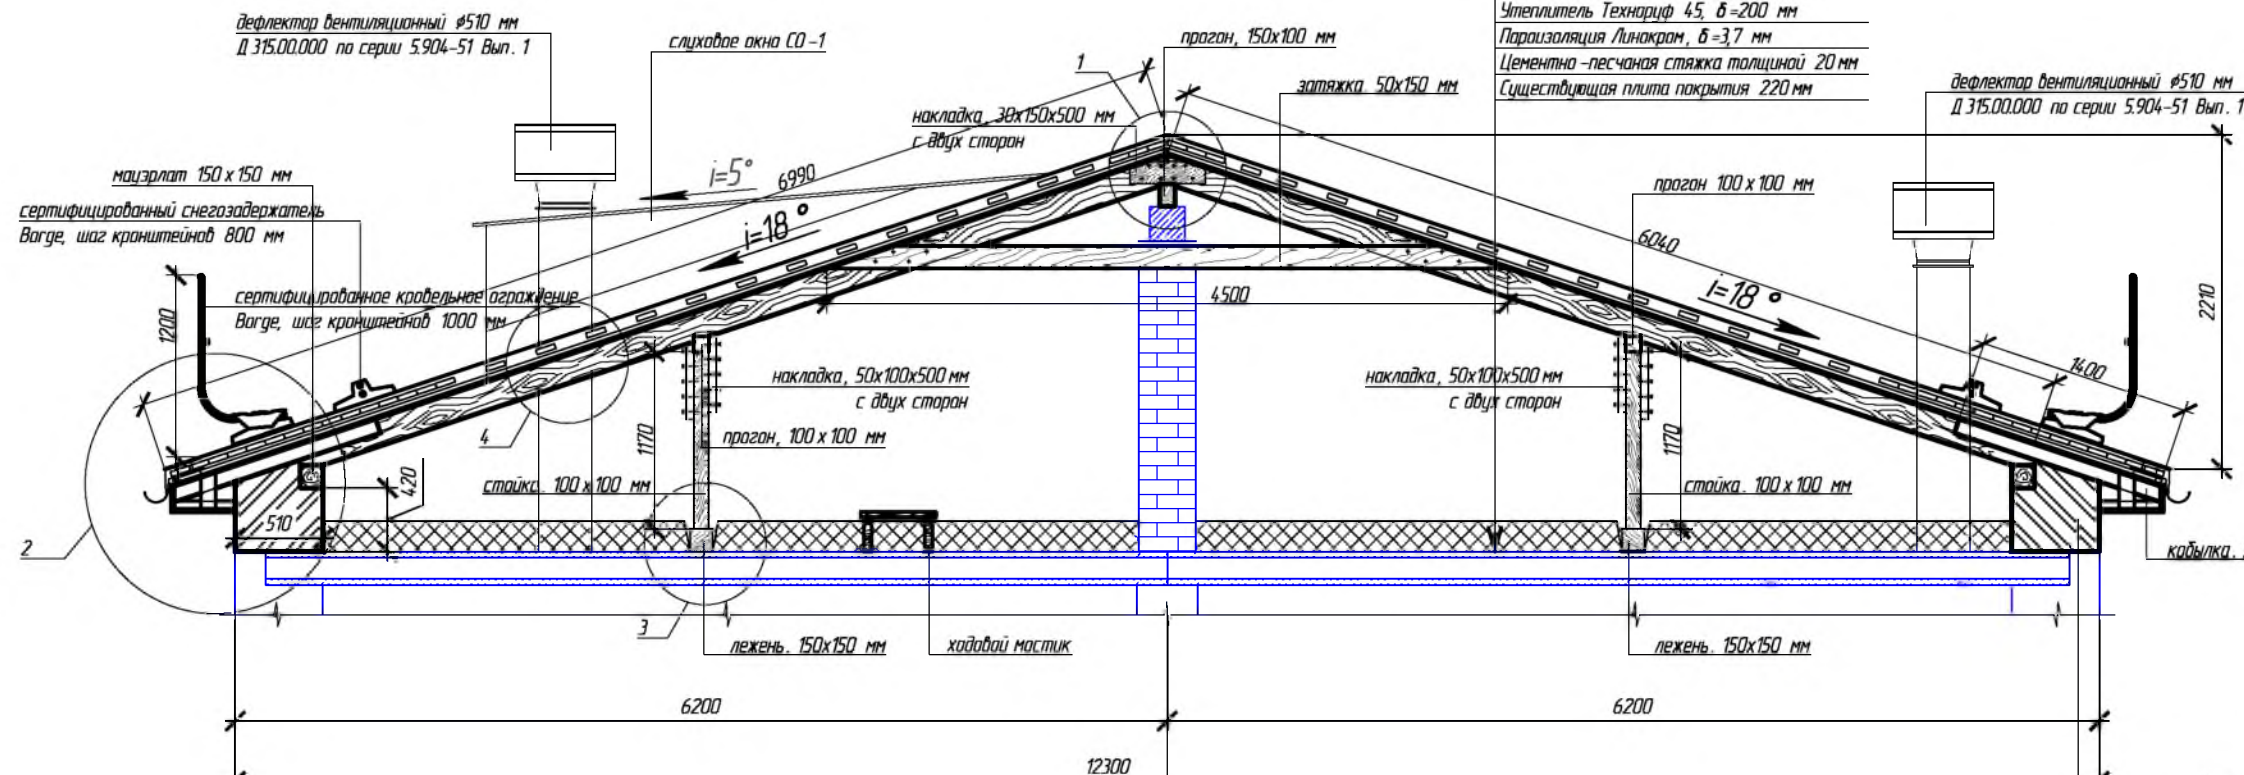 дефлектор вентиляционный ⌀510 мм
Д 315.00.000 по серии 5.904-51 Вып. 1
слуховое окно СО-1
прогон, 150х100 мм
Утеплитель Техноруф 45, δ=200 мм
Пароизоляция Линокром, δ=3,7 мм
Цементно-песчаная стяжка толщиной 20 мм
Существующая плита покрытия 220 мм
дефлектор вентиляционный ⌀510 мм
Д 315.00.000 по серии 5.904-51 Вып. 1
1
затяжка. 50х150 мм
накладка, 30х150х500 мм
с двух сторон
мауэрлат 150 х 150 мм
i=5°
6990
прогон 100 х 100 мм
сертифицированный снегозадержатель
Borge, шаг кронштейнов 800 мм
i=18°
6040
сертифицированное кровельное ограждение
Borge, шаг кронштейнов 1000 мм
1200
4500
i=18°
2210
1400
накладка, 50х100х500 мм
с двух сторон
накладка, 50х100х500 мм
с двух сторон
4
1170
прогон, 100 х 100 мм
1170
420
стойка. 100 х 100 мм
стойка. 100 х 100 мм
510
2
кобылка.
3
лежень. 150х150 мм
ходовой мостик
лежень. 150х150 мм
6200
6200
12300